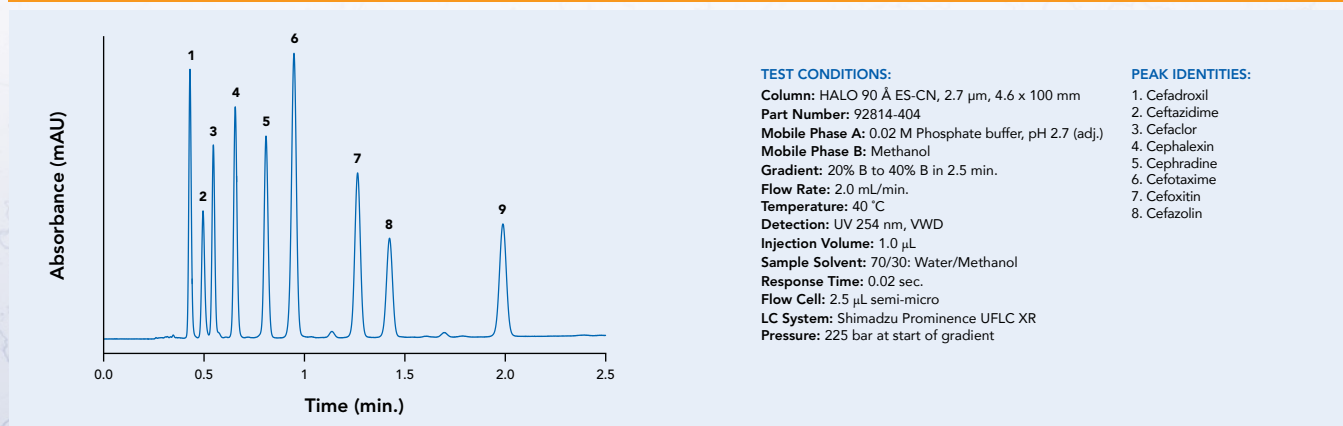 1
2
3
4
5
6
7
8
9
Absorbance (mAU)
0.0 0.5 1 1.5 2.0 2.5
Time (min.)
TEST CONDITIONS:
Column: HALO 90 Å ES-CN, 2.7 µm, 4.6 x 100 mm
Part Number: 92814-404
Mobile Phase A: 0.02 M Phosphate buffer, pH 2.7 (adj.)
Mobile Phase B: Methanol
Gradient: 20% B to 40% B in 2.5 min.
Flow Rate: 2.0 mL/min.
Temperature: 40 ˚C
Detection: UV 254 nm, VWD
Injection Volume: 1.0 µL
Sample Solvent: 70/30: Water/Methanol
Response Time: 0.02 sec.
Flow Cell: 2.5 µL semi-micro
LC System: Shimadzu Prominence UFLC XR
Pressure: 225 bar at start of gradient
PEAK IDENTITIES:
1. Cefadroxil
2. Ceftazidime
3. Cefaclor
4. Cephalexin
5. Cephradine
6. Cefotaxime
7. Cefoxitin
8. Cefazolin